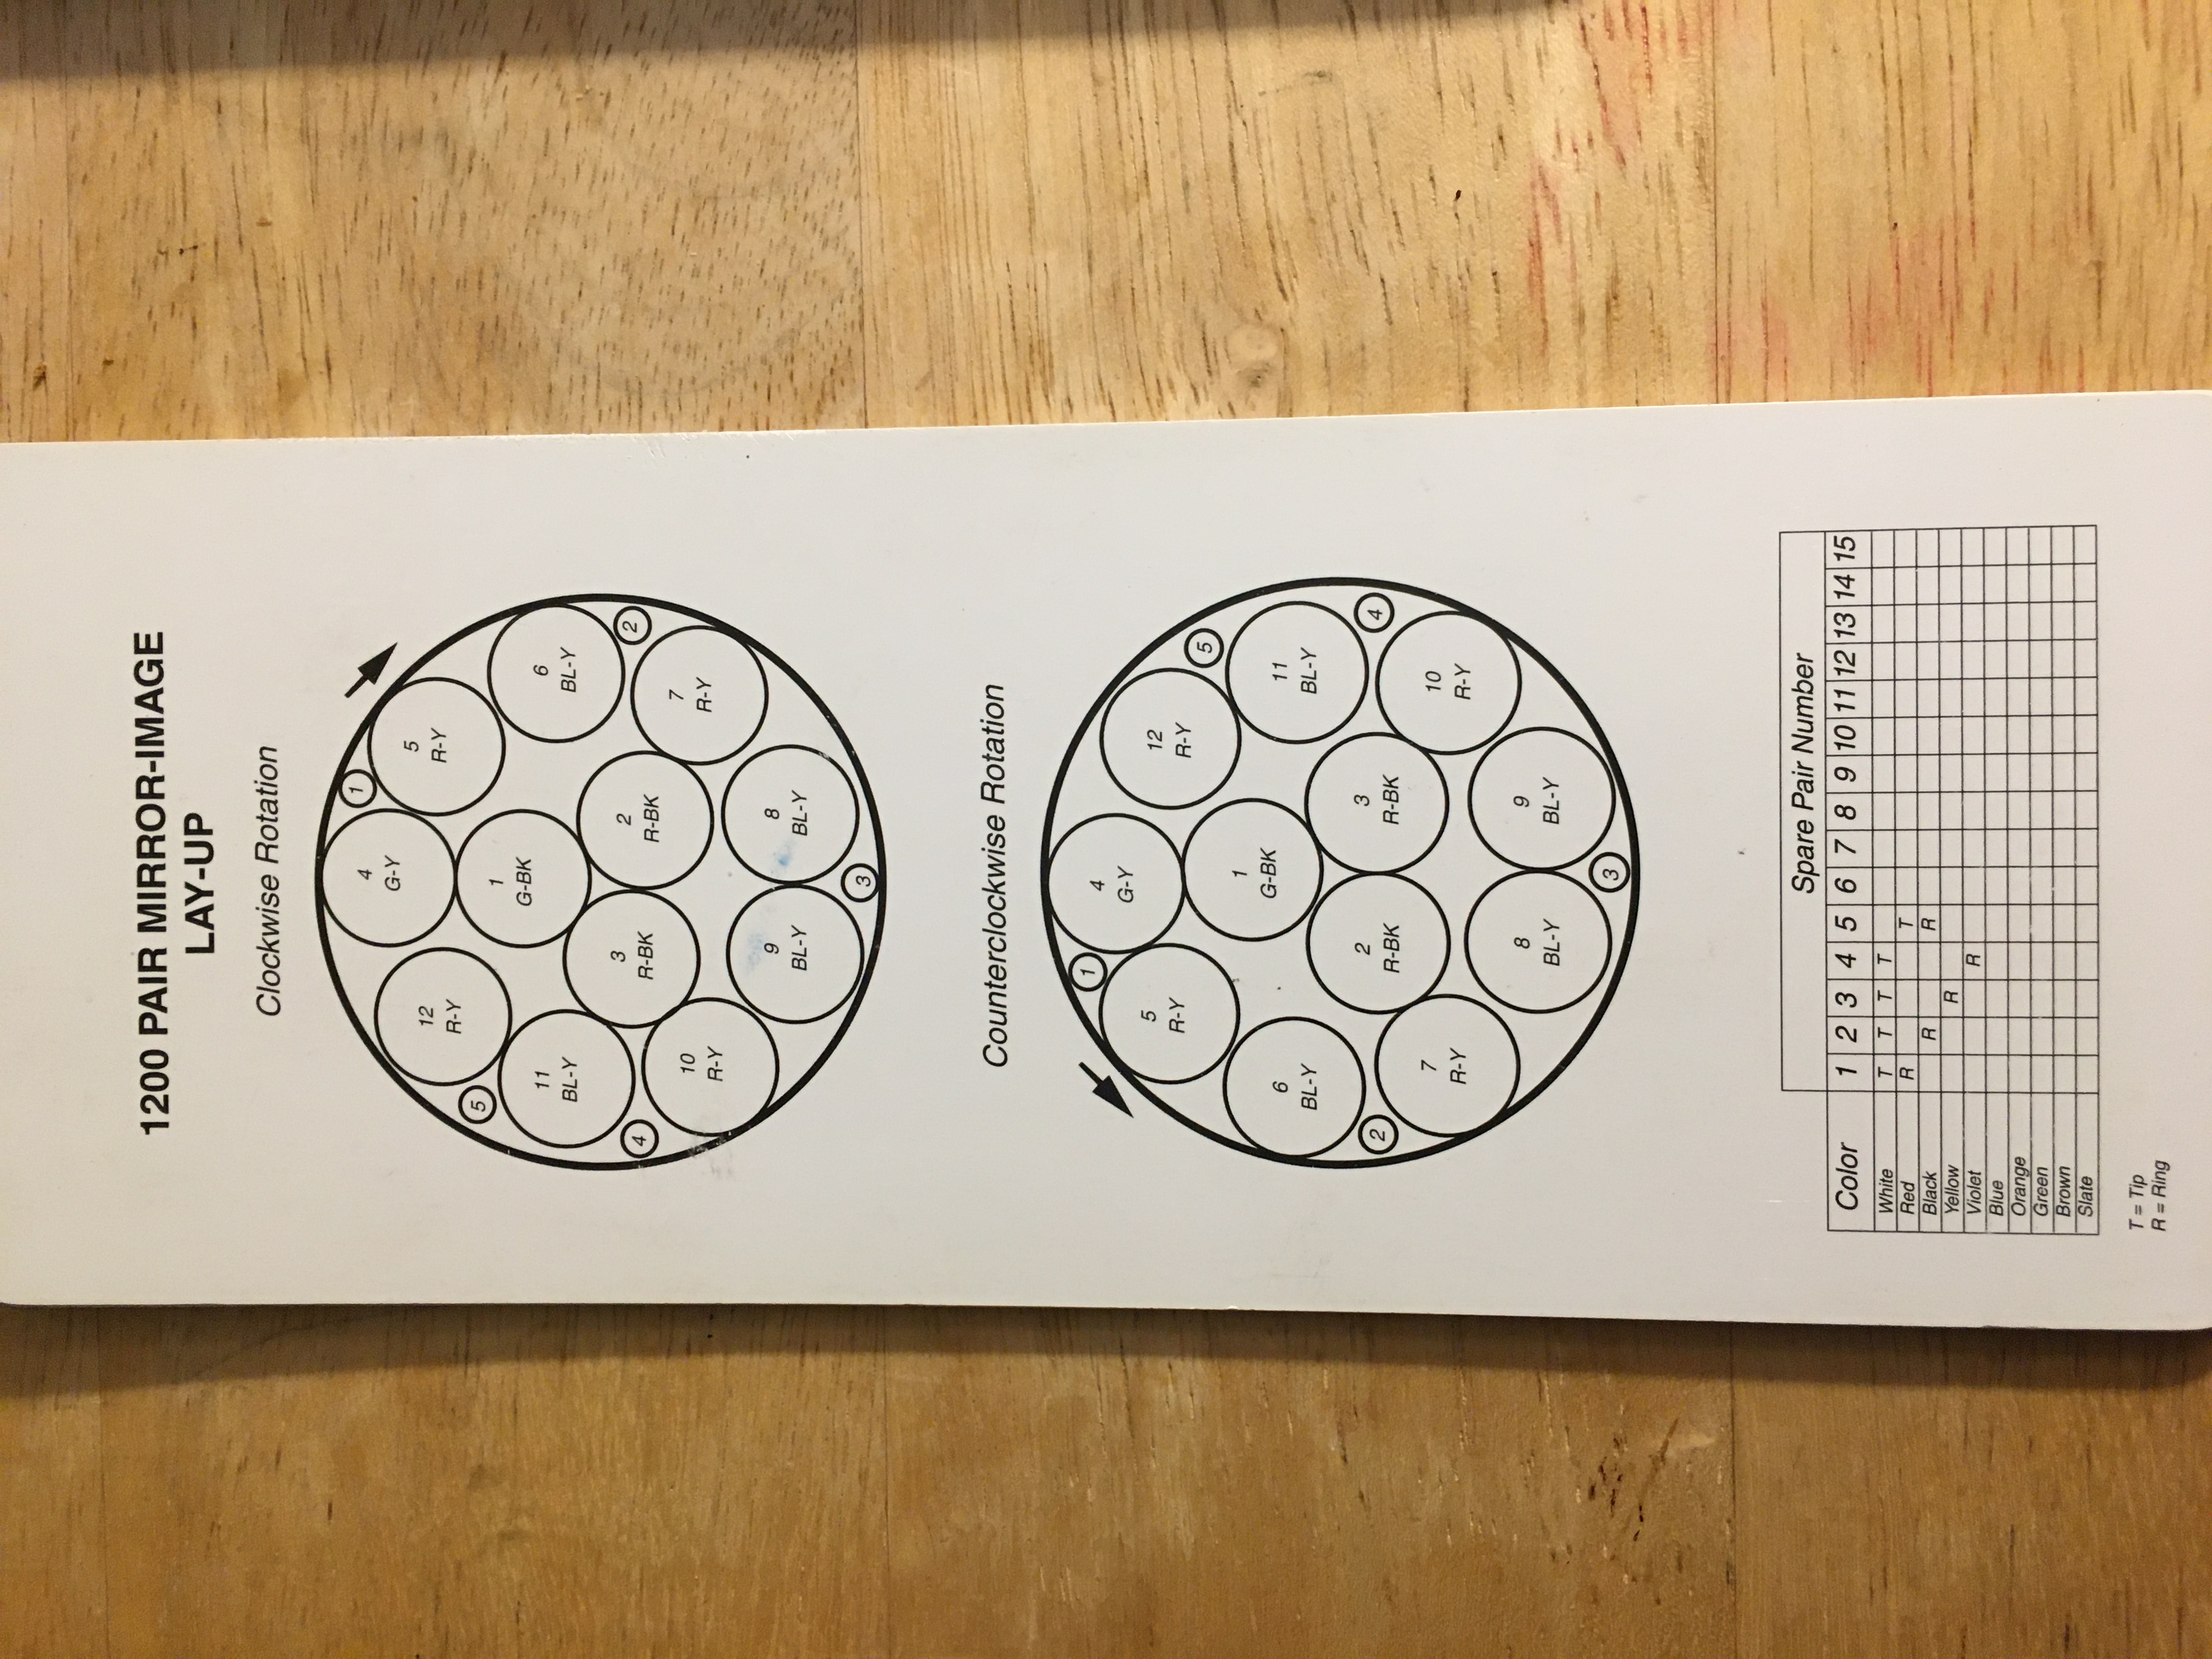 1200 PAIR MIRROR-IMAGE
LAY-UP
Clockwise Rotation
4
G-Y
1
5
R-Y
12
R-Y
5
1
G-BK
11
BL-Y
6
BL-Y
4
3
R-BK
2
R-BK
2
10
R-Y
7
R-Y
9
BL-Y
8
BL-Y
3
Counterclockwise Rotation
1
4
G-Y
5
R-Y
12
R-Y
5
1
G-BK
6
BL-Y
11
BL-Y
2
2
R-BK
3
R-BK
4
7
R-Y
10
R-Y
8
BL-Y
9
BL-Y
3
Spare Pair Number
Color 1 2 3 4 5 6 7 8 9 10 11 12 13 14 15
White T T T T
Red R T
Black R R
Yellow R
Violet R
Blue
Orange
Green
Brown
Slate
T = Tip
R = Ring